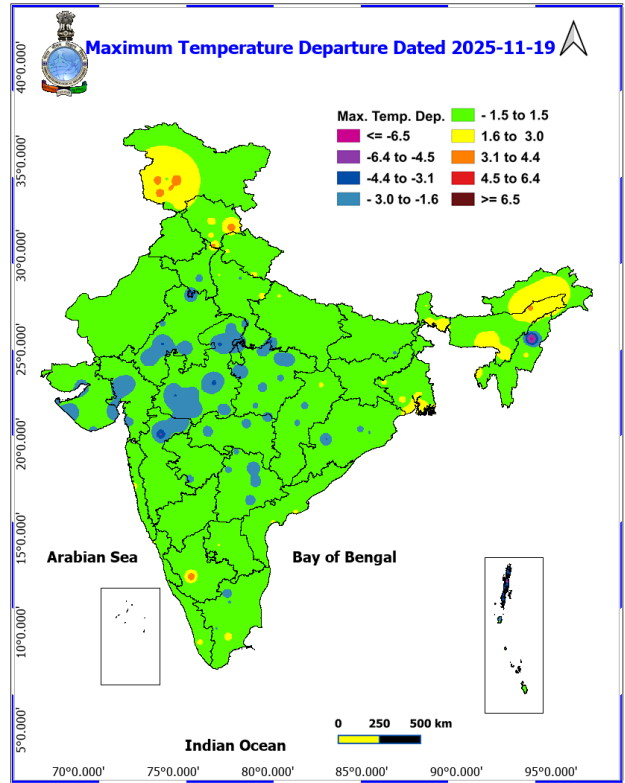 Maximum Temperature Departure Dated 2025-11-19
Max. Temp. Dep.
<= -6.5
-6.4 to -4.5
-4.4 to -3.1
- 3.0 to -1.6
- 1.5 to 1.5
1.6 to 3.0
3.1 to 4.4
4.5 to 6.4
>= 6.5
40°0.000'
35°0.000'
30°0.000'
25°0.000'
20°0.000'
15°0.000'
10°0.000'
5°0.000'
Arabian Sea
Bay of Bengal
Indian Ocean
0 250 500 km
70°0.000' 75°0.000' 80°0.000' 85°0.000' 90°0.000' 95°0.000'